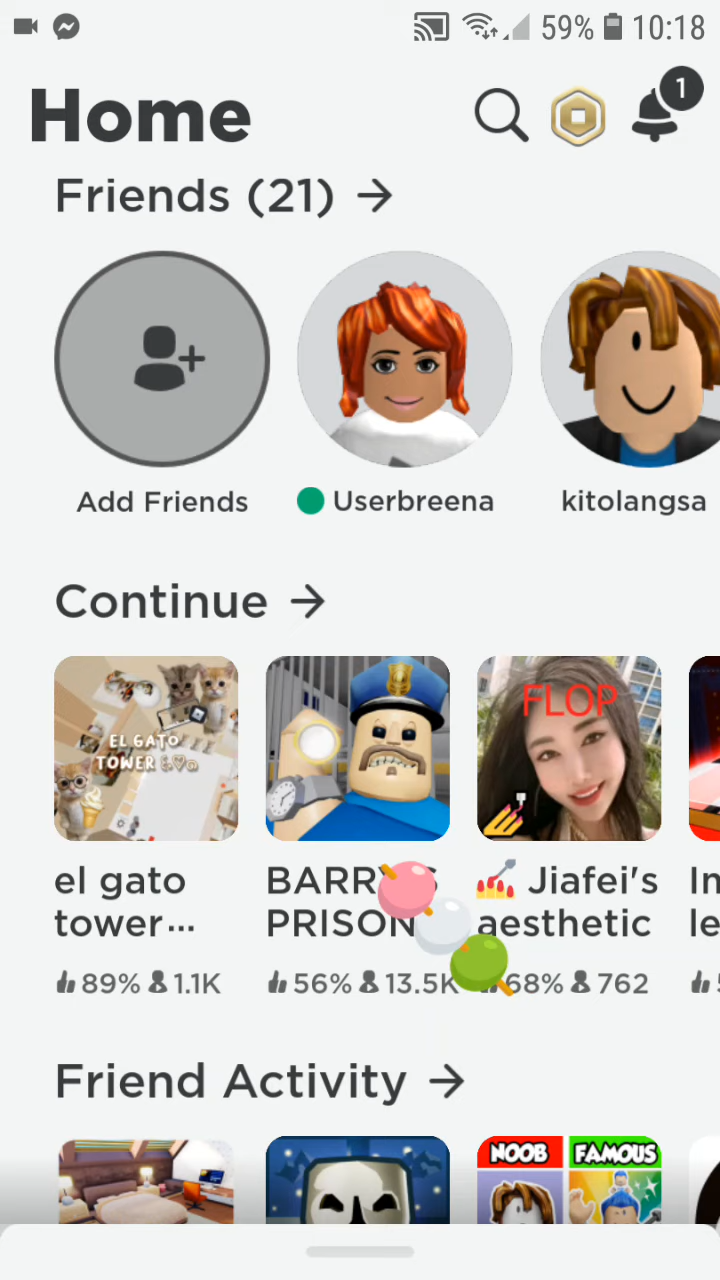 59% 10:18
Home
1
Friends (21)
Add Friends
Userbreena
kitolangsa
Continue
EL GATO
TOWER
FLOP
el gato
tower...
PRISON
Jiafei's
aesthetic
89% 1.1K
56% 13.5K
68% 762
Friend Activity
NOOB FAMOUS